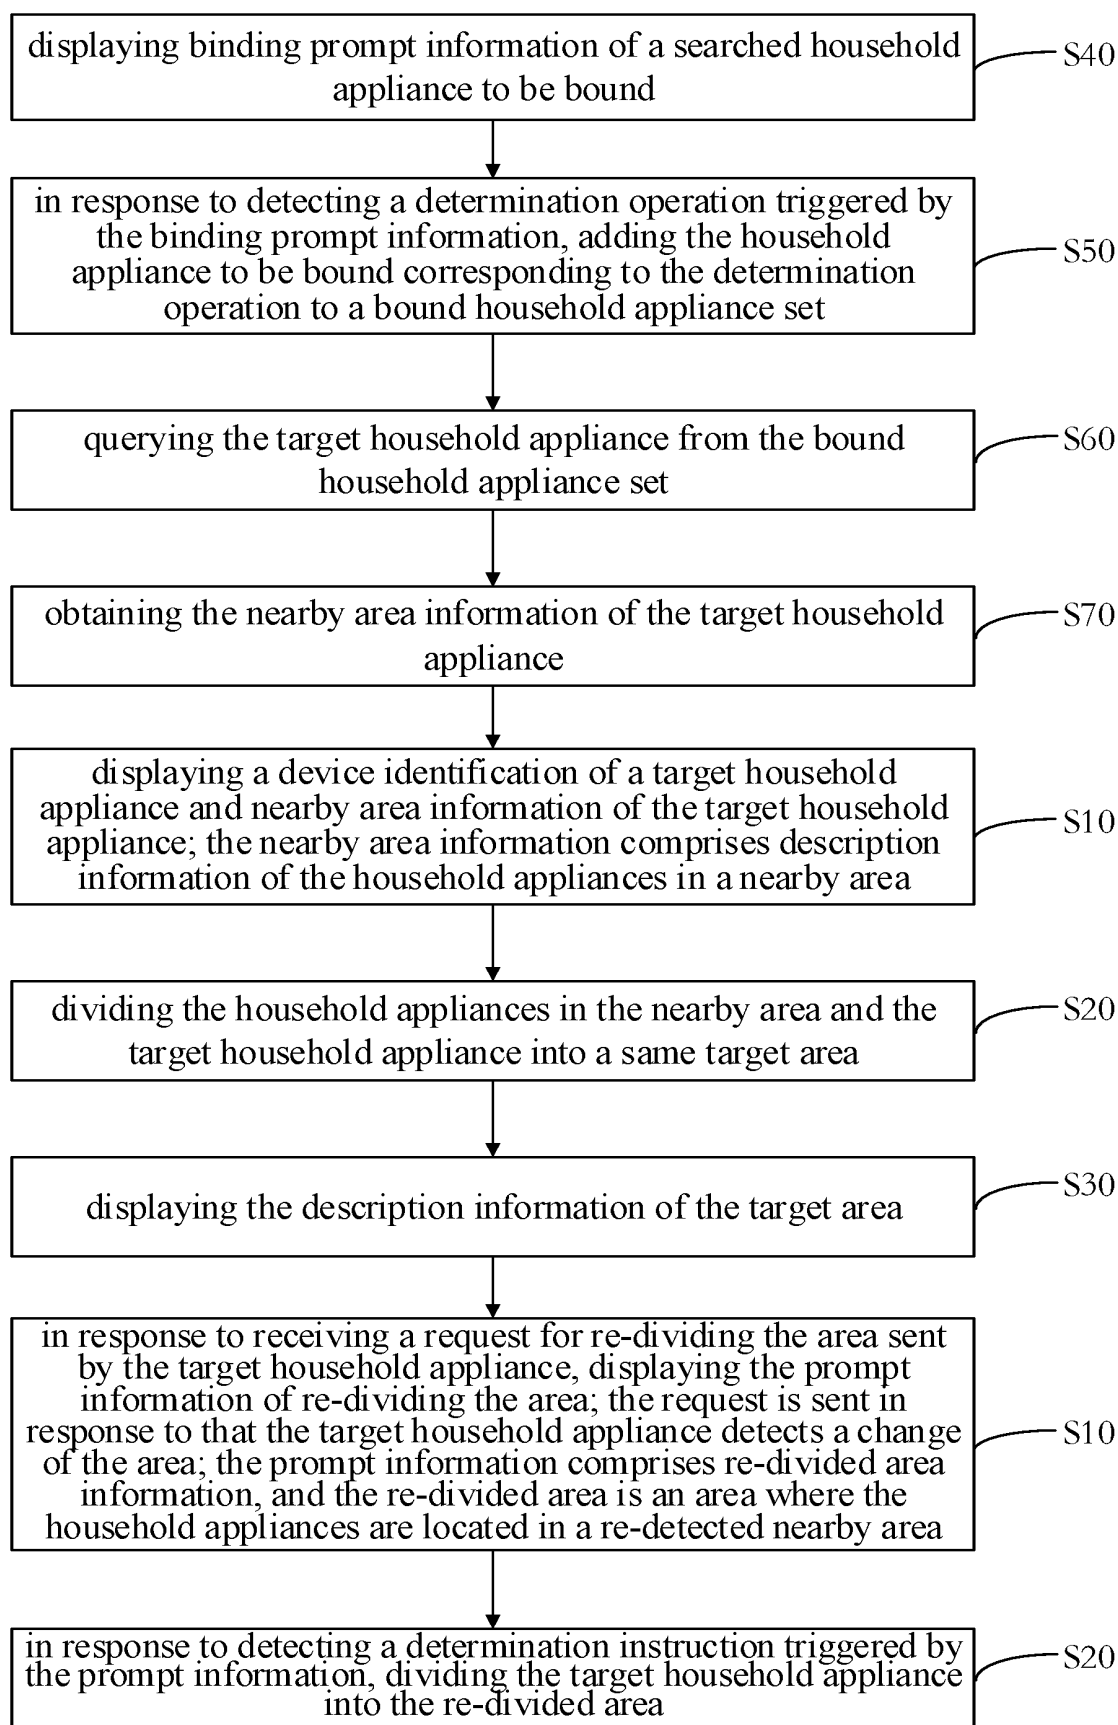 displaying binding prompt information of a searched household
appliance to be bound
S40
in response to detecting a determination operation triggered by
the binding prompt information, adding the household
appliance to be bound corresponding to the determination
operation to a bound household appliance set
S50
querying the target household appliance from the bound
household appliance set
S60
obtaining the nearby area information of the target household
appliance
S70
displaying a device identification of a target household
appliance and nearby area information of the target household
appliance; the nearby area information comprises description
information of the household appliances in a nearby area
S10
dividing the household appliances in the nearby area and the
target household appliance into a same target area
S20
displaying the description information of the target area
S30
in response to receiving a request for re-dividing the area sent
by the target household appliance, displaying the prompt
information of re-dividing the area; the request is sent in
response to that the target household appliance detects a change
of the area; the prompt information comprises re-divided area
information, and the re-divided area is an area where the
household appliances are located in a re-detected nearby area
S10
in response to detecting a determination instruction triggered by
the prompt information, dividing the target household appliance
into the re-divided area
S20